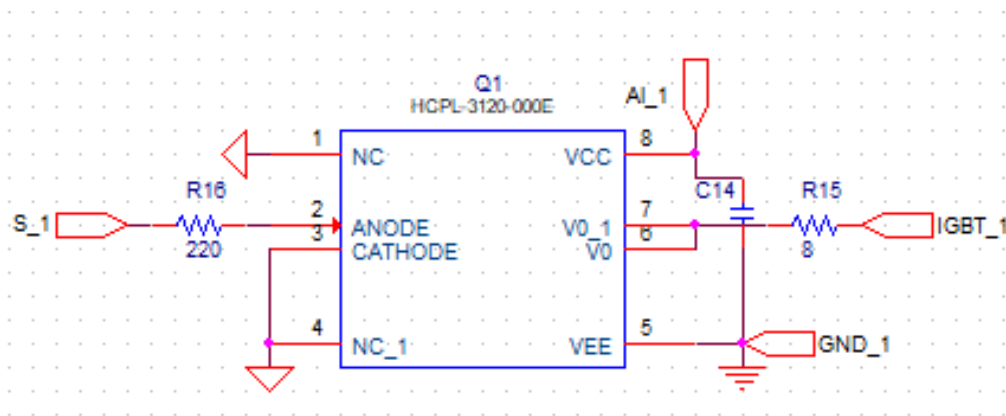 Q1
HCPL-3120-000E
AI_1
1
NC
VCC
8
R16
C14
R15
S_1
2
ANODE
V0_1
7
IGBT_1
220
3
CATHODE
V0
6
8
4
NC_1
VEE
5
GND_1